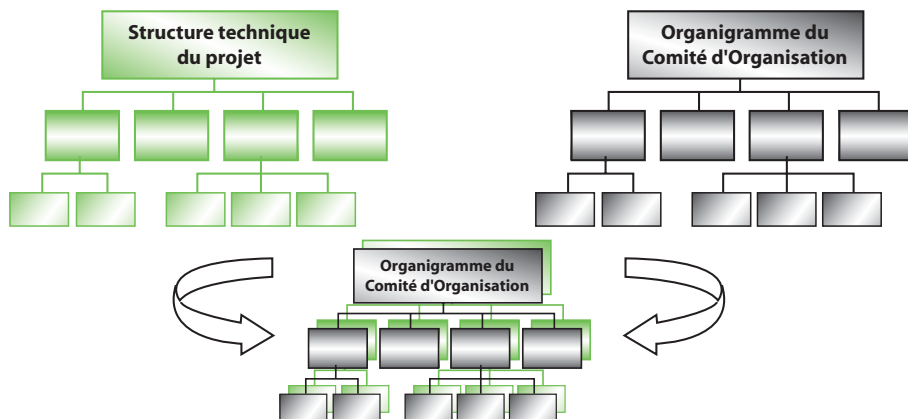 Structure technique
du projet
Organigramme du
Comité d'Organisation
Organigramme du
Comité d'Organisation